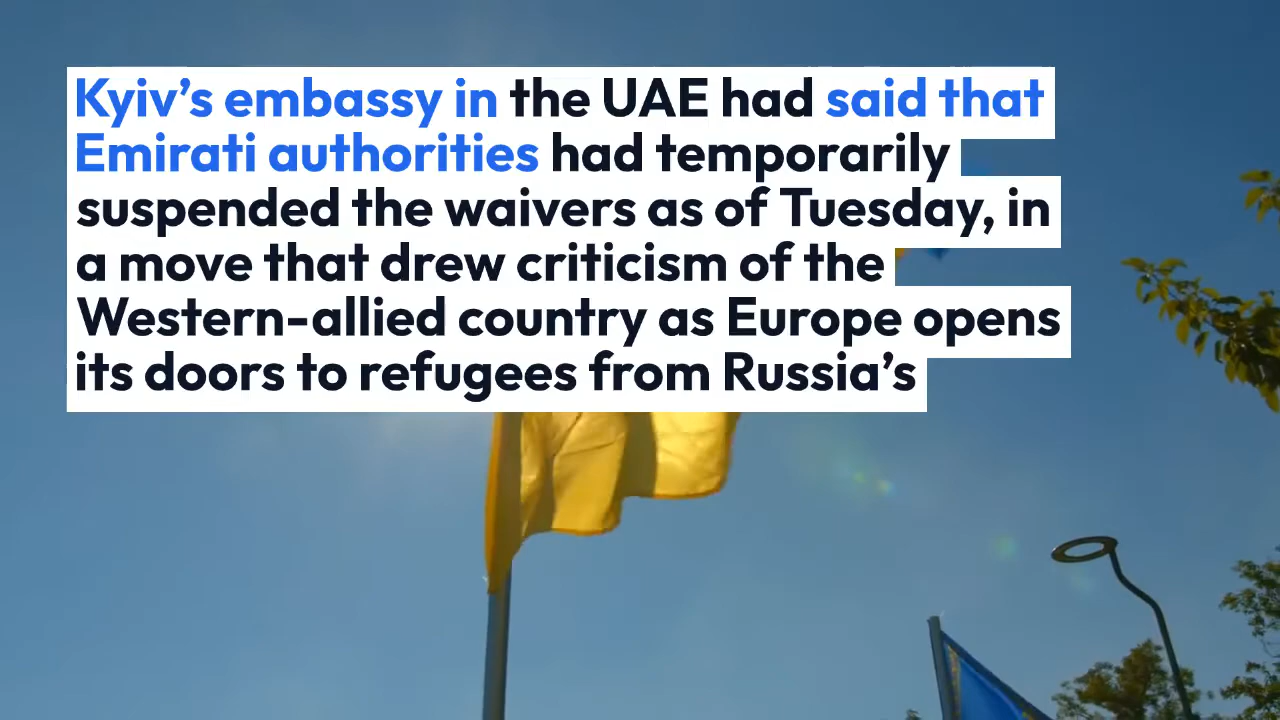 Kyiv’s embassy in the UAE had said that
Emirati authorities had temporarily
suspended the waivers as of Tuesday, in
a move that drew criticism of the
Western-allied country as Europe opens
its doors to refugees from Russia’s